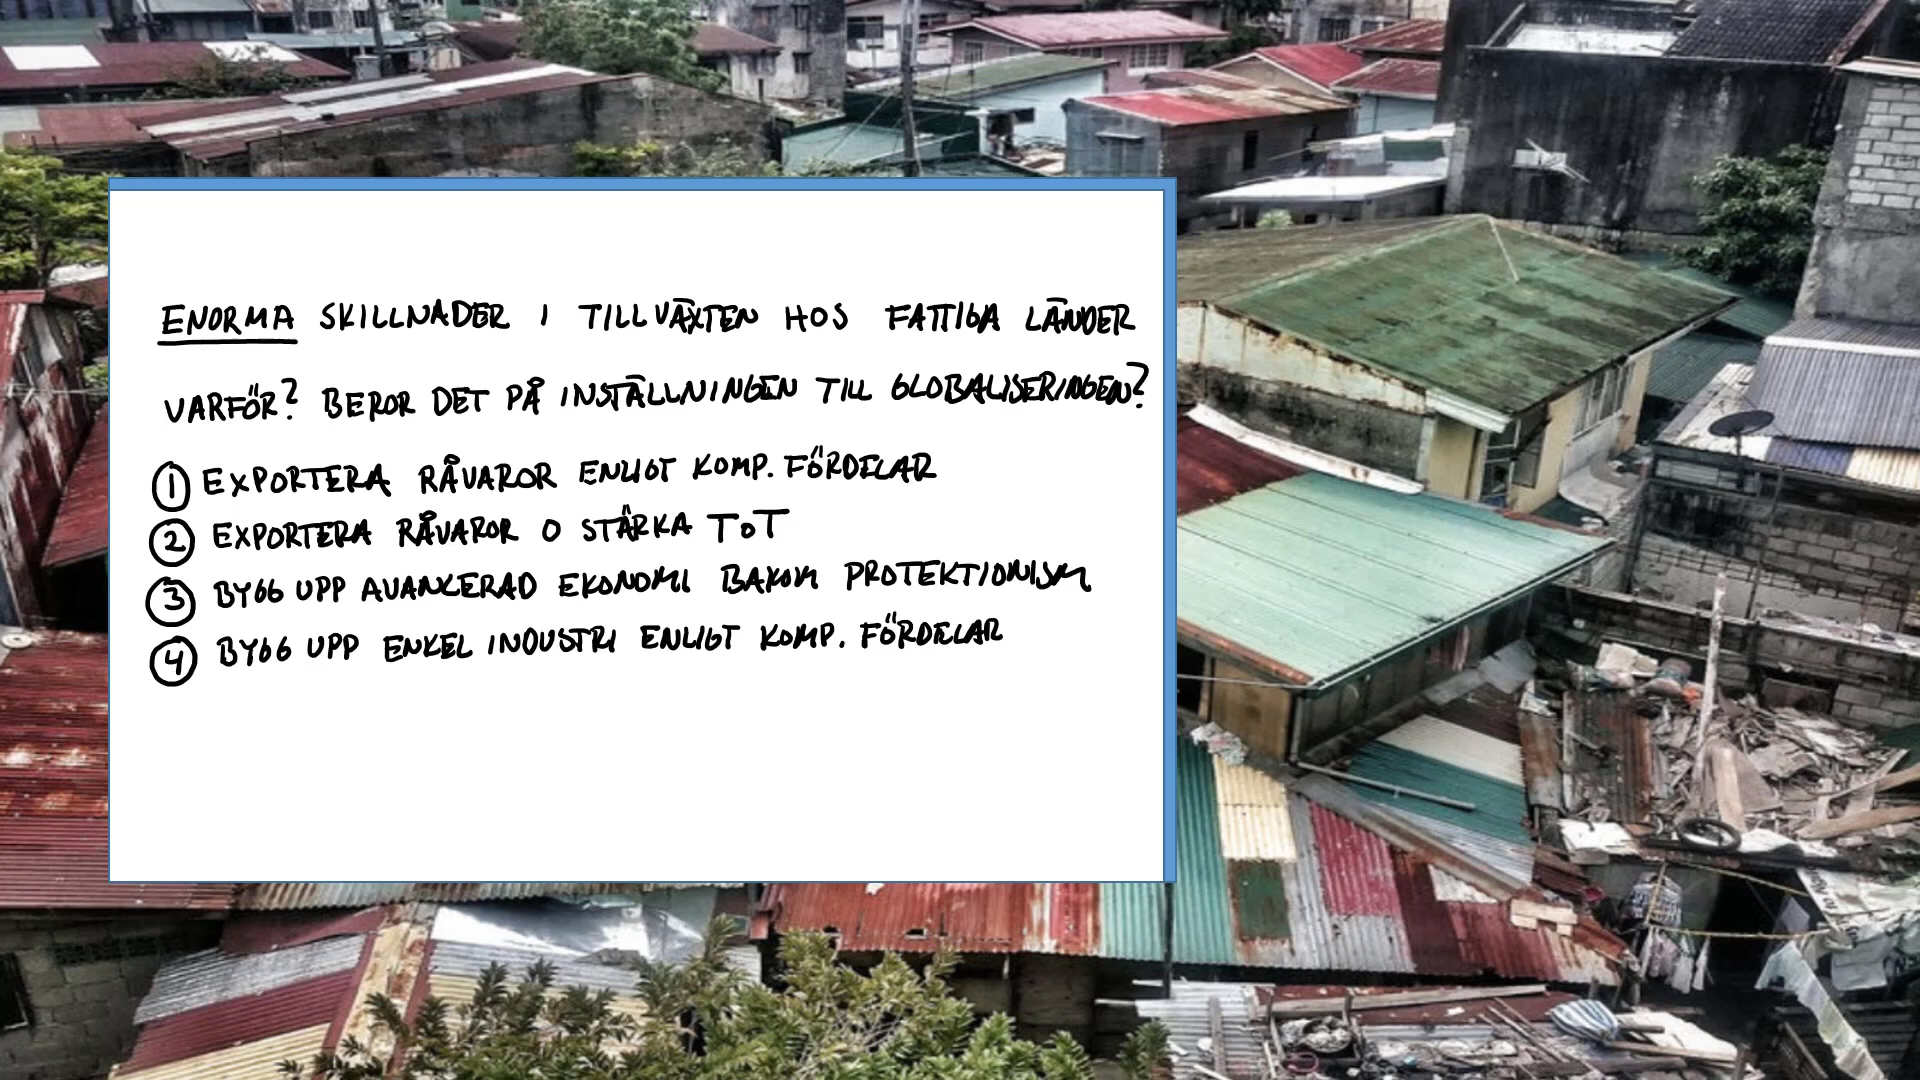 ENORMA SKILLNADER I TILLVÄXTEN HOS FATTIGA LÄNDER
VARFÖR? BEROR DET PÅ INSTÄLLNINGEN TILL GLOBALISERINGEN?
1 EXPORTERA RÅVAROR ENLIGT KOMP. FÖRDELAR
2 EXPORTERA RÅVAROR O STÄRKA TOT
3 BYGG UPP AVANCERAD EKONOMI BAKOM PROTEKTIONISM
4 BYGG UPP ENKEL INDUSTRI ENLIGT KOMP. FÖRDELAR